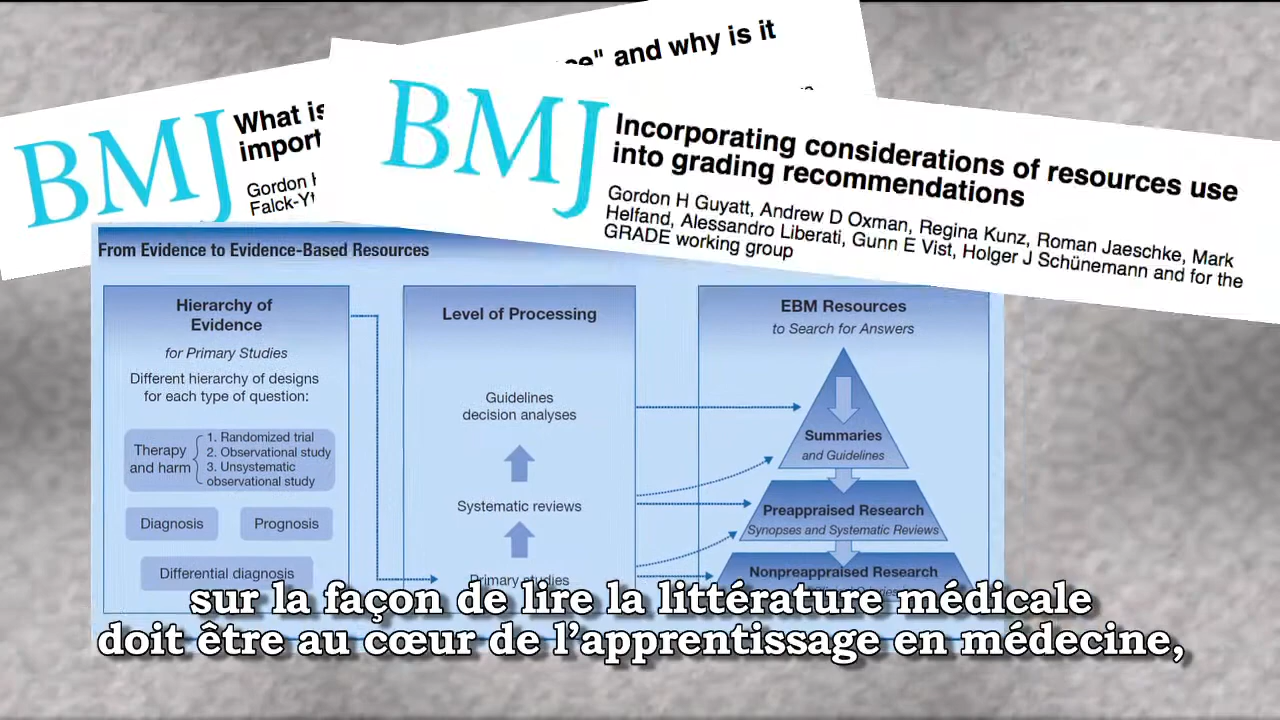 " and why is it
BMJ
What is
import
Gordon
Falck-Yt
BMJ
Incorporating considerations of resources use
into grading recommendations
Gordon H Guyatt, Andrew D Oxman, Regina Kunz, Roman Jaeschke, Mark
Helfand, Alessandro Liberati, Gunn E Vist, Holger J Schünemann and for the
GRADE working group
From Evidence to Evidence-Based Resources
Hierarchy of
Evidence
for Primary Studies
Different hierarchy of designs
for each type of question:
Therapy
and harm
1. Randomized trial
2. Observational study
3. Unsystematic
observational study
Diagnosis
Prognosis
Differential diagnosis
Level of Processing
Guidelines
decision analyses
Systematic reviews
Primary studies
EBM Resources
to Search for Answers
Summaries
and Guidelines
Preappraised Research
Synopses and Systematic Reviews
Nonpreappraised Research
sur la façon de lire la littérature médicale
doit être au cœur de l’apprentissage en médecine,